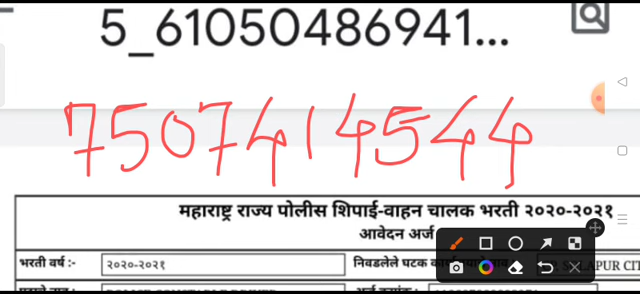 5_61050486941...
7507414544
महाराष्ट्र राज्य पोलीस शिपाई-वाहन चालक भरती २०२०-२०२१
आवेदन अर्ज
भरती वर्ष :- २०२०-२०२१ निवडलेले घटक